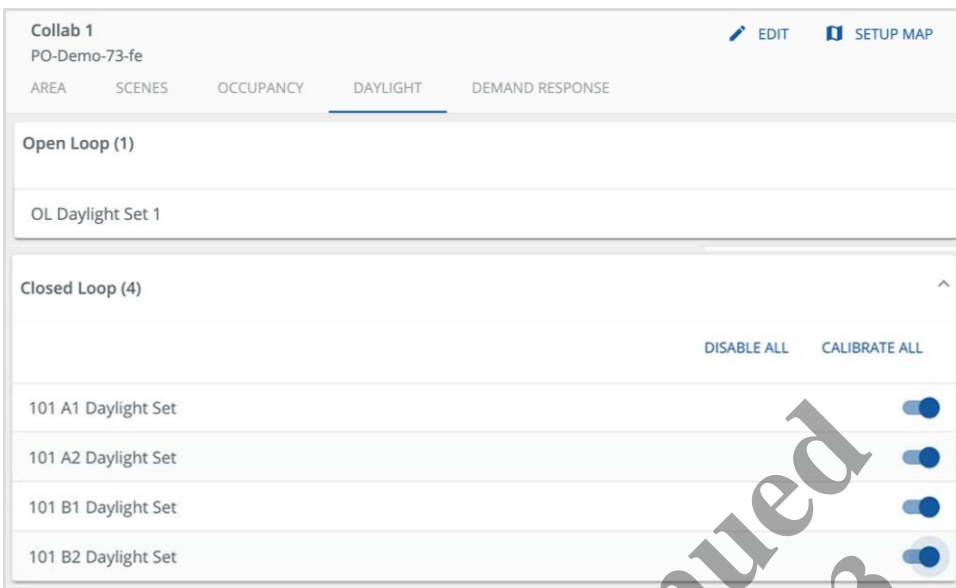 Collab 1
EDIT
SETUP MAP
PO-Demo-73-fe
AREA SCENES OCCUPANCY DAYLIGHT DEMAND RESPONSE
Open Loop (1)
OL Daylight Set 1
Closed Loop (4)
DISABLE ALL CALIBRATE ALL
101 A1 Daylight Set
101 A2 Daylight Set
101 B1 Daylight Set
101 B2 Daylight Set